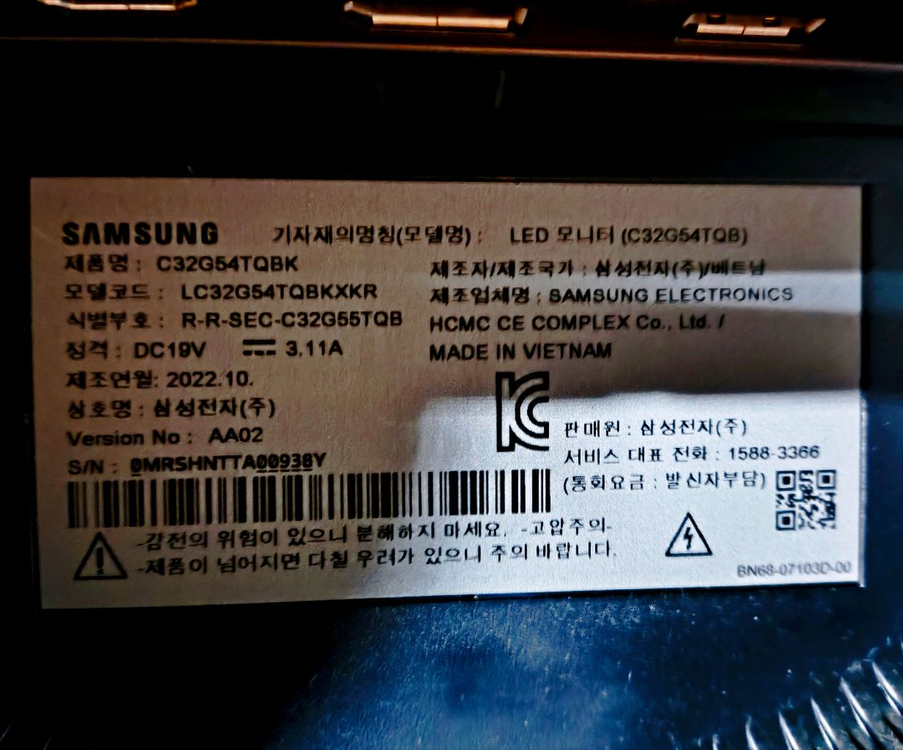 SAMSUNG 기자재의명칭(모델명) : LED 모니터 (C32G54TQB)
제품명 : C32G54TQBK
모델코드 : LC32G54TQBKXKR
식별부호 : R-R-SEC-C32G55TQB
정격 : DC19V ⎓ 3.11A
제조연월: 2022.10.
상호명 : 삼성전자(주)
Version No : AA02
S/N : 0MRSHNTTA00938Y
제조자/제조국가 : 삼성전자(주)/베트남
제조업체명 : SAMSUNG ELECTRONICS
HCMC CE COMPLEX Co., Ltd. /
MADE IN VIETNAM
판매원 : 삼성전자(주)
서비스 대표 전화 : 1588-3366
(통화요금 : 발신자부담)
-감전의 위험이 있으니 분해하지 마세요. -고압주의-
-제품이 넘어지면 다칠 우려가 있으니 주의 바랍니다.
BN68-07103D-00